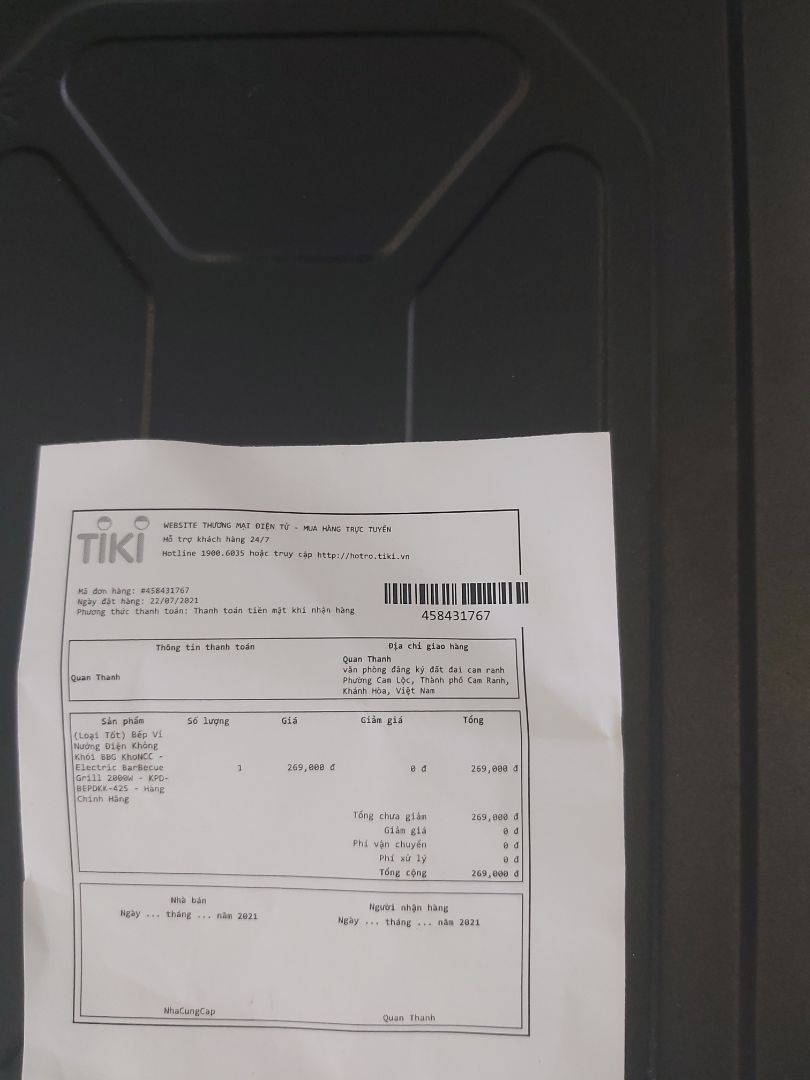 TIKI
WEBSITE THƯƠNG MẠI ĐIỆN TỬ - MUA HÀNG TRỰC TUYẾN
Hỗ trợ khách hàng 24/7
Hotline 1900.6035 hoặc truy cập http://hotro.tiki.vn
Mã đơn hàng: #458431767
Ngày đặt hàng: 22/07/2021
Phương thức thanh toán: Thanh toán tiền mặt khi nhận hàng
458431767
Thông tin thanh toán
Quan Thanh
Địa chỉ giao hàng
Quan Thanh
văn phòng đăng ký đất đai cam ranh
Phường Cam Lộc, Thành phố Cam Ranh,
Khánh Hòa, Việt Nam
Sản phẩm Số lượng Giá Giảm giá Tổng
(Loại Tốt) Bếp Vỉ
Nướng Điện Không
Khói BBG KhoNCC -
Electric BarBecue 1 269,000 đ 0 đ 269,000 đ
Grill 2000W - KPD-
BEPDKK-425 - Hàng
Chính Hãng
Tổng chưa giảm 269,000 đ
Giảm giá 0 đ
Phí vận chuyển 0 đ
Phí xử lý 0 đ
Tổng cộng 269,000 đ
Nhà bán
Ngày ... tháng ... năm 2021
NhaCungCap
Người nhận hàng
Ngày ... tháng ... năm 2021
Quan Thanh